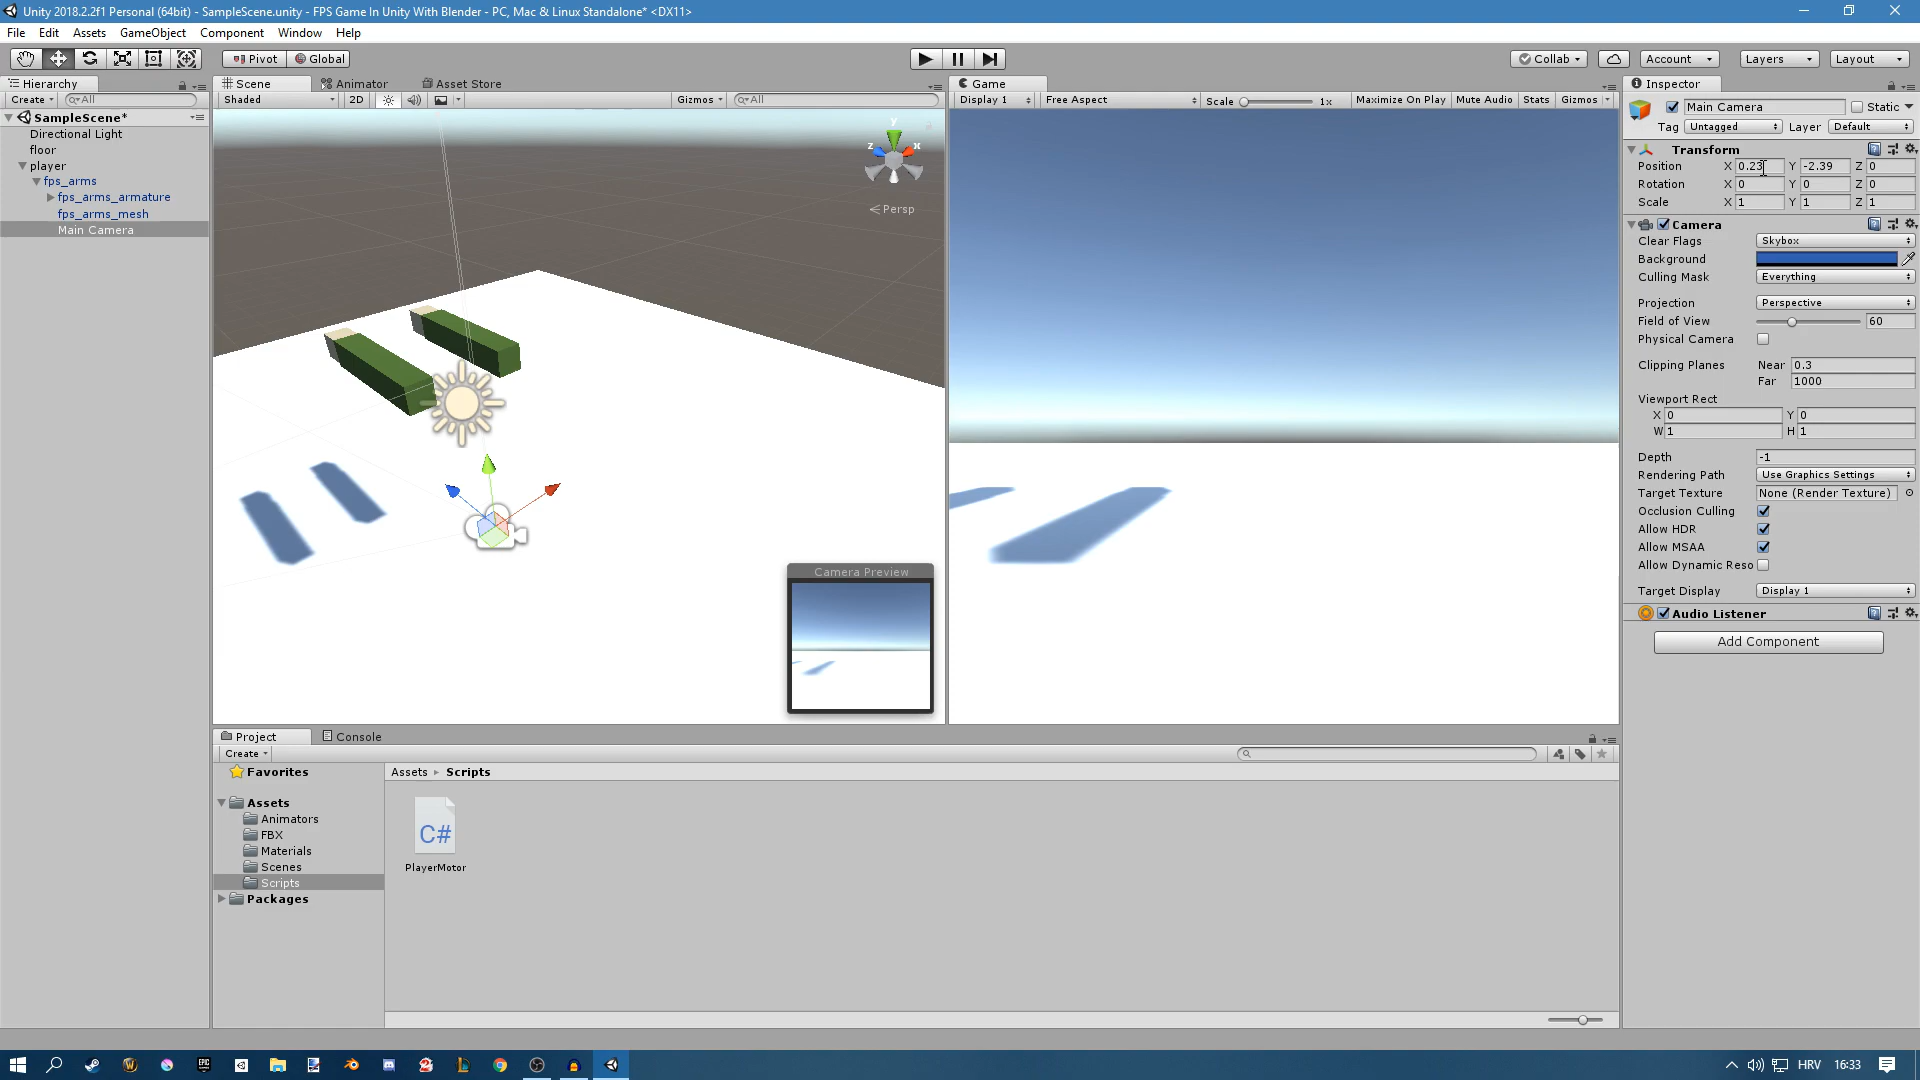 Unity 2018.2.2f1 Personal (64bit) - SampleScene.unity - FPS Game In Unity With Blender - PC, Mac & Linux Standalone* <DX11>
File Edit Assets GameObject Component Window Help
Pivot Global Collab Account Layers Layout
Hierarchy Scene Animator Asset Store Game Inspector
Create All Shaded 2D Gizmos All Display 1 Free Aspect Scale 1x Maximize On Play Mute Audio Stats Gizmos
Main Camera Static
Tag Untagged Layer Default
SampleScene*
Directional Light
floor
player
fps_arms
fps_arms_armature
fps_arms_mesh
Main Camera
y
z x
Persp
Camera Preview
Transform
Position X 0.23 Y -2.39 Z 0
Rotation X 0 Y 0 Z 0
Scale X 1 Y 1 Z 1
Camera
Clear Flags Skybox
Background
Culling Mask Everything
Projection Perspective
Field of View 60
Physical Camera
Clipping Planes Near 0.3
Far 1000
Viewport Rect
X 0 Y 0
W 1 H 1
Depth -1
Rendering Path Use Graphics Settings
Target Texture None (Render Texture)
Occlusion Culling
Allow HDR
Allow MSAA
Allow Dynamic Reso
Target Display Display 1
Audio Listener
Add Component
Project Console
Create
Favorites
Assets
Animators
FBX
Materials
Scenes
Scripts
Packages
Assets Scripts
C#
PlayerMotor
HRV 16:33